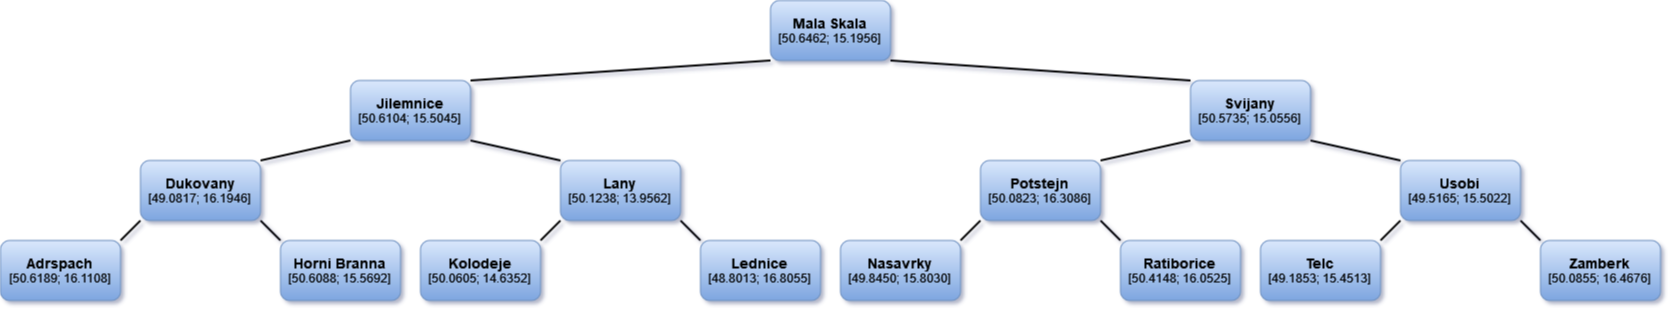 Mala Skala
[50.6462; 15.1956]
Jilemnice
[50.6104; 15.5045]
Svijany
[50.5735; 15.0556]
Dukovany
[49.0817; 16.1946]
Lany
[50.1238; 13.9562]
Potstejn
[50.0823; 16.3086]
Usobi
[49.5165; 15.5022]
Adrspach
[50.6189; 16.1108]
Horni Branna
[50.6088; 15.5692]
Kolodeje
[50.0605; 14.6352]
Lednice
[48.8013; 16.8055]
Nasavrky
[49.8450; 15.8030]
Ratiborice
[50.4148; 16.0525]
Telc
[49.1853; 15.4513]
Zamberk
[50.0855; 16.4676]